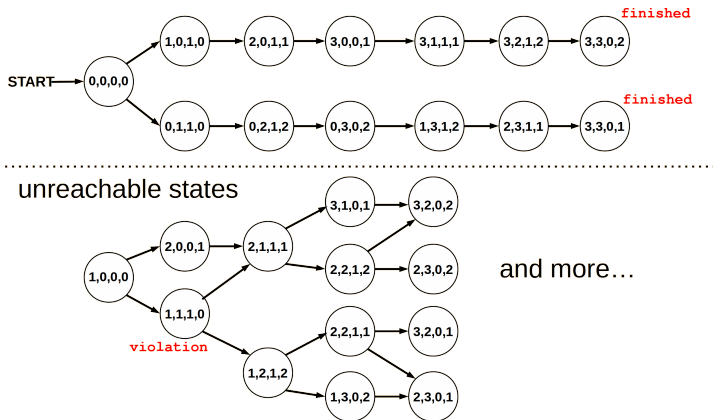 finished
1,0,1,0 2,0,1,1 3,0,0,1 3,1,1,1 3,2,1,2 3,3,0,2
START 0,0,0,0
finished
0,1,1,0 0,2,1,2 0,3,0,2 1,3,1,2 2,3,1,1 3,3,0,1
unreachable states
3,1,0,1 3,2,0,2
2,0,0,1 2,1,1,1
1,0,0,0 2,2,1,2 2,3,0,2 and more...
1,1,1,0
2,2,1,1 3,2,0,1
violation
1,2,1,2
1,3,0,2 2,3,0,1